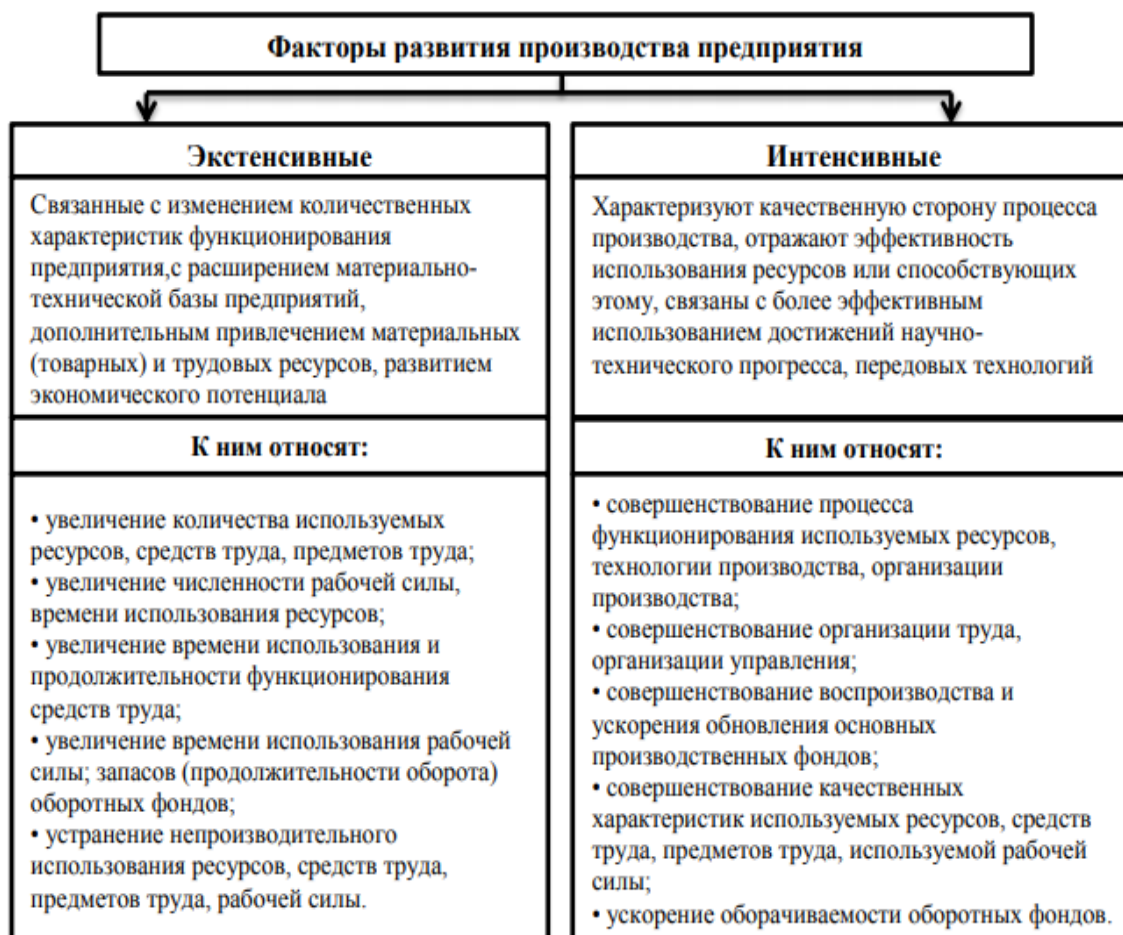 Факторы развития производства предприятия
Экстенсивные
Связанные с изменением количественных
характеристик функционирования
предприятия,с расширением материально-
технической базы предприятий,
дополнительным привлечением материальных
(товарных) и трудовых ресурсов, развитием
экономического потенциала
К ним относят:
• увеличение количества используемых
ресурсов, средств труда, предметов труда;
• увеличение численности рабочей силы,
времени использования ресурсов;
• увеличение времени использования и
продолжительности функционирования
средств труда;
• увеличение времени использования рабочей
силы; запасов (продолжительности оборота)
оборотных фондов;
• устранение непроизводительного
использования ресурсов, средств труда,
предметов труда, рабочей силы.
Интенсивные
Характеризуют качественную сторону процесса
производства, отражают эффективность
использования ресурсов или способствующих
этому, связаны с более эффективным
использованием достижений научно-
технического прогресса, передовых технологий
К ним относят:
• совершенствование процесса
функционирования используемых ресурсов,
технологии производства, организации
производства;
• совершенствование организации труда,
организации управления;
• совершенствование воспроизводства и
ускорения обновления основных
производственных фондов;
• совершенствование качественных
характеристик используемых ресурсов, средств
труда, предметов труда, используемой рабочей
силы;
• ускорение оборачиваемости оборотных фондов.